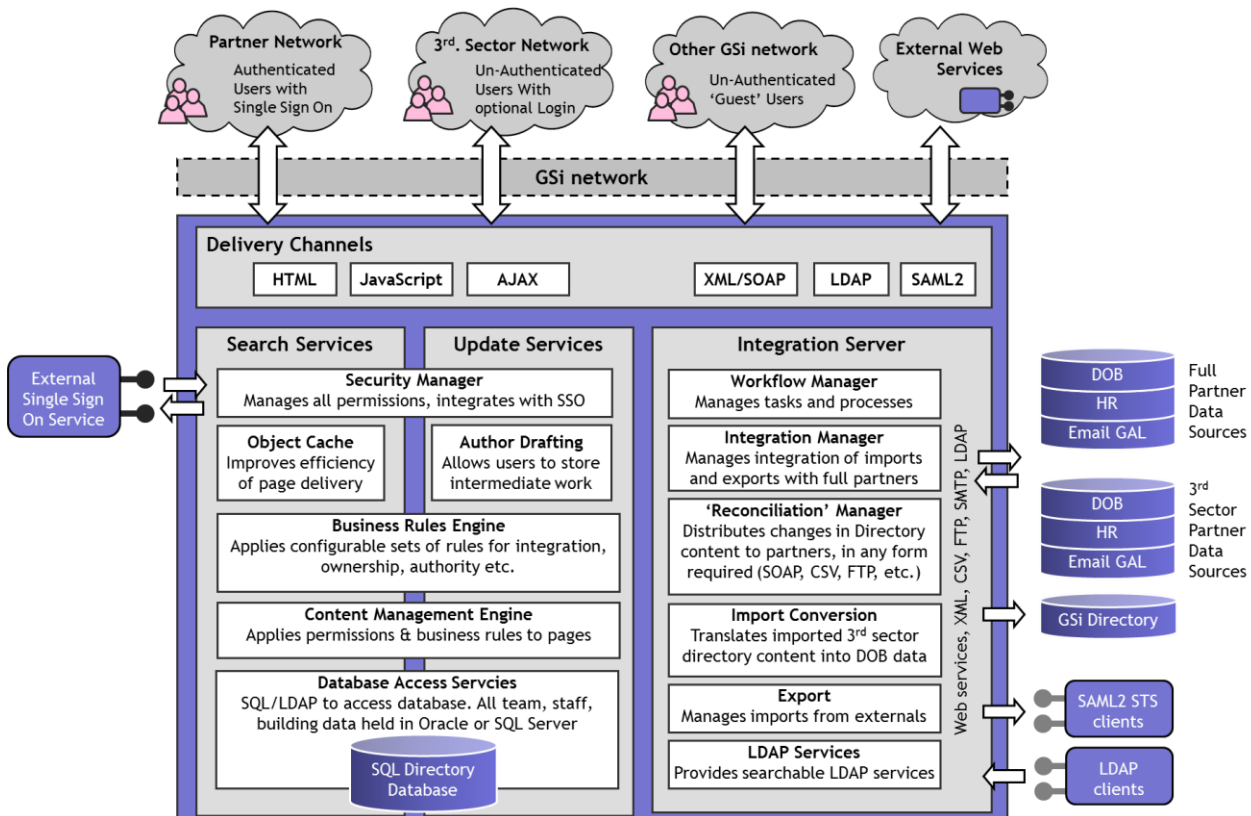 Partner Network
Authenticated
Users with
Single Sign On
3rd. Sector Network
Un-Authenticated
Users With
optional Login
Other GSi network
Un-Authenticated
‘Guest’ Users
External Web
Services
GSi network
Delivery Channels
HTML
JavaScript
AJAX
XML/SOAP
LDAP
SAML2
External
Single Sign
On Service
Search Services
Update Services
Security Manager
Manages all permissions, integrates with SSO
Object Cache
Improves efficiency
of page delivery
Author Drafting
Allows users to store
intermediate work
Business Rules Engine
Applies configurable sets of rules for integration,
ownership, authority etc.
Content Management Engine
Applies permissions & business rules to pages
Database Access Servcies
SQL/LDAP to access database. All team, staff,
building data held in Oracle or SQL Server
SQL Directory
Database
Integration Server
Workflow Manager
Manages tasks and processes
Integration Manager
Manages integration of imports
and exports with full partners
‘Reconciliation’ Manager
Distributes changes in Directory
content to partners, in any form
required (SOAP, CSV, FTP, etc.)
Import Conversion
Translates imported 3rd sector
directory content into DOB data
Export
Manages imports from externals
LDAP Services
Provides searchable LDAP services
Web services, XML, CSV, FTP, SMTP, LDAP
DOB
HR
Email GAL
Full
Partner
Data
Sources
DOB
HR
Email GAL
3rd
Sector
Partner
Data
Sources
GSi Directory
SAML2 STS
clients
LDAP
clients